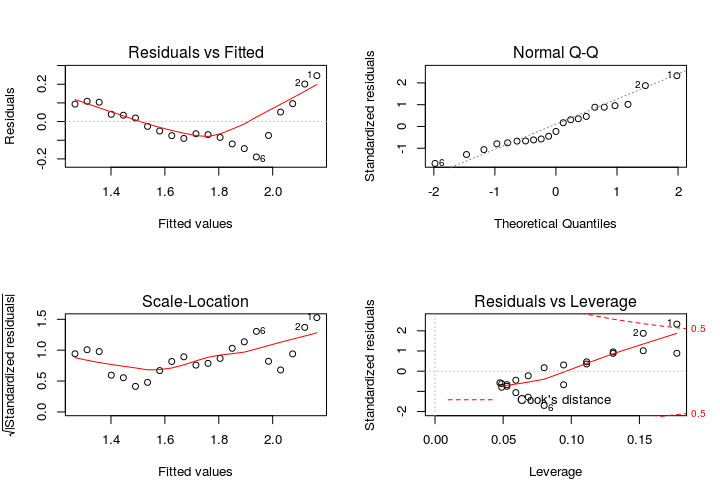 Residuals vs Fitted
Residuals
-0.2 0.0 0.2
1
2
6
1.4 1.6 1.8 2.0
Fitted values
Normal Q-Q
Standardized residuals
-1 0 1 2
1
2
6
-2 -1 0 1 2
Theoretical Quantiles
Scale-Location
√|Standardized residuals|
0.0 0.5 1.0 1.5
1
2
6
1.4 1.6 1.8 2.0
Fitted values
Residuals vs Leverage
Standardized residuals
-2 0 1 2
1
2
6
0.5
0.5
Cook's distance
0.00 0.05 0.10 0.15
Leverage